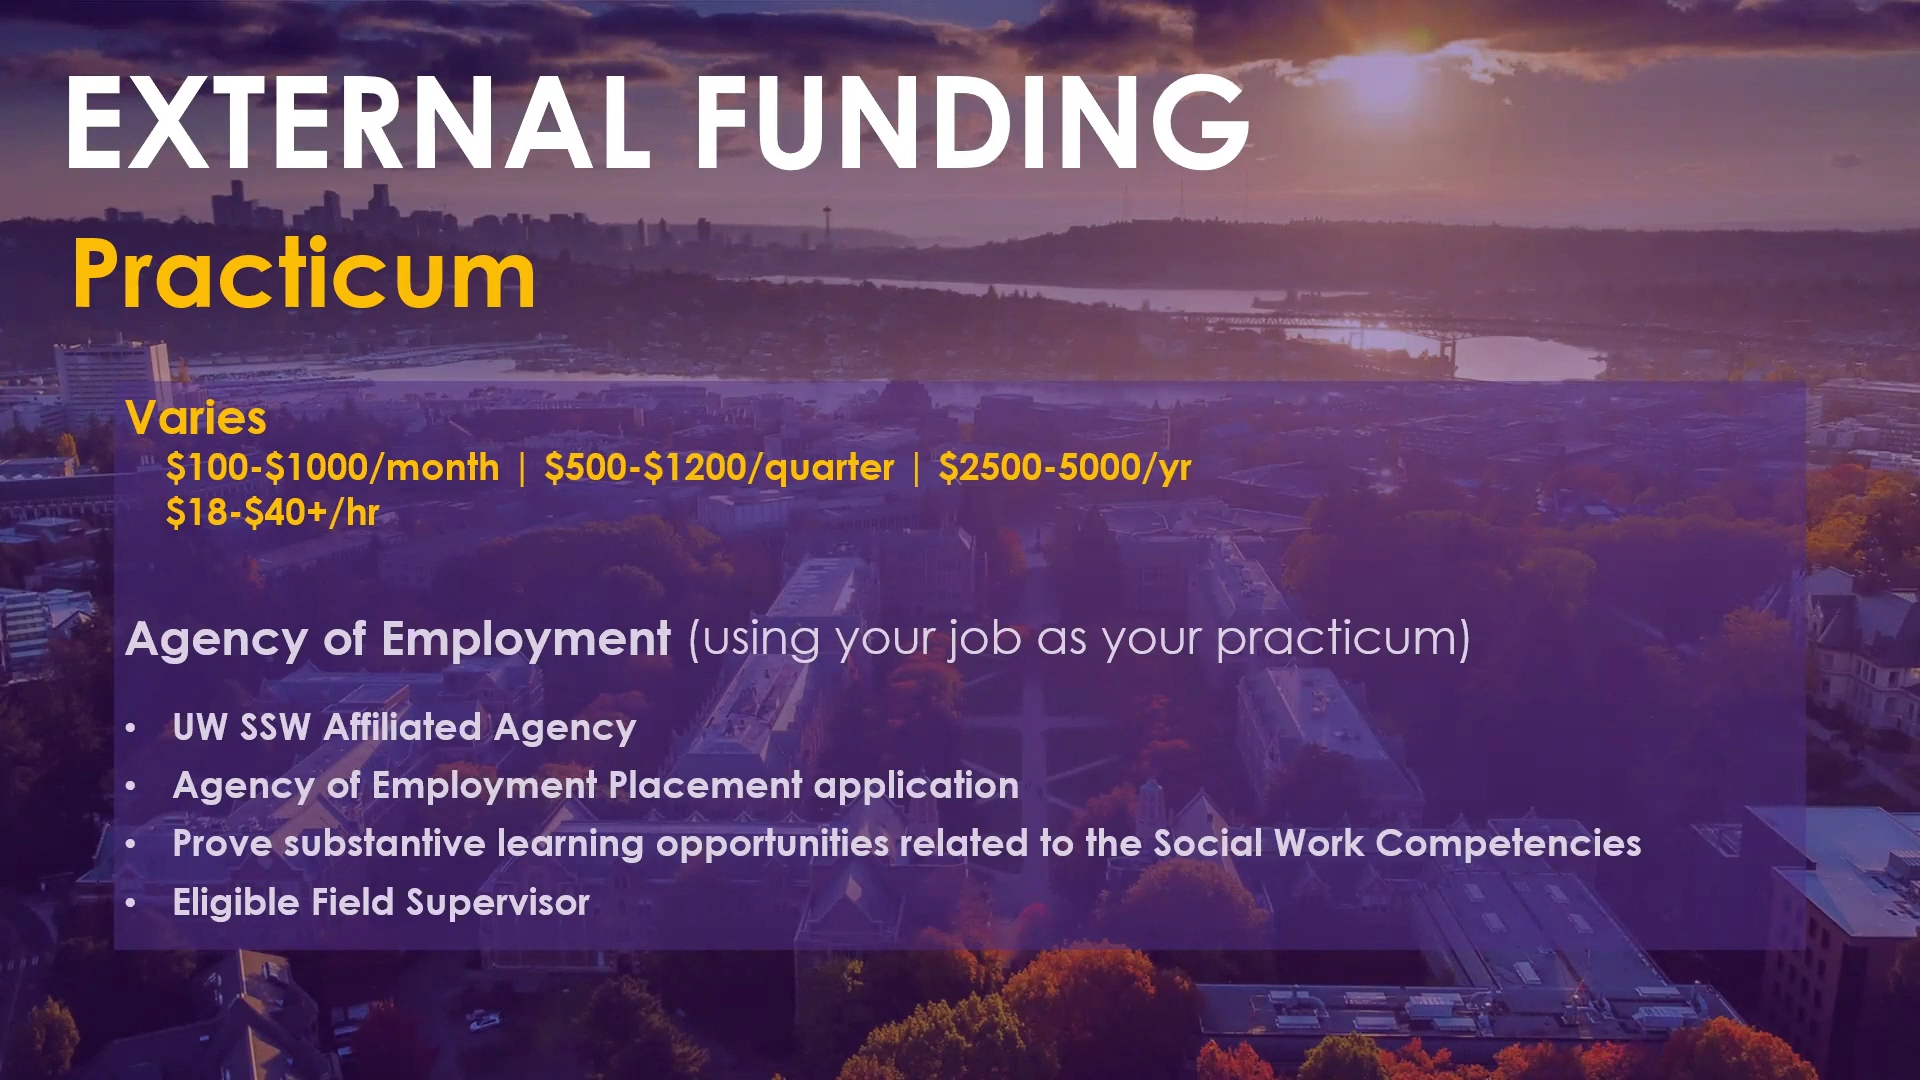 EXTERNAL FUNDING
Practicum
Varies
$100-$1000/month | $500-$1200/quarter | $2500-5000/yr
$18-$40+/hr
Agency of Employment (using your job as your practicum)
• UW SSW Affiliated Agency
• Agency of Employment Placement application
• Prove substantive learning opportunities related to the Social Work Competencies
• Eligible Field Supervisor